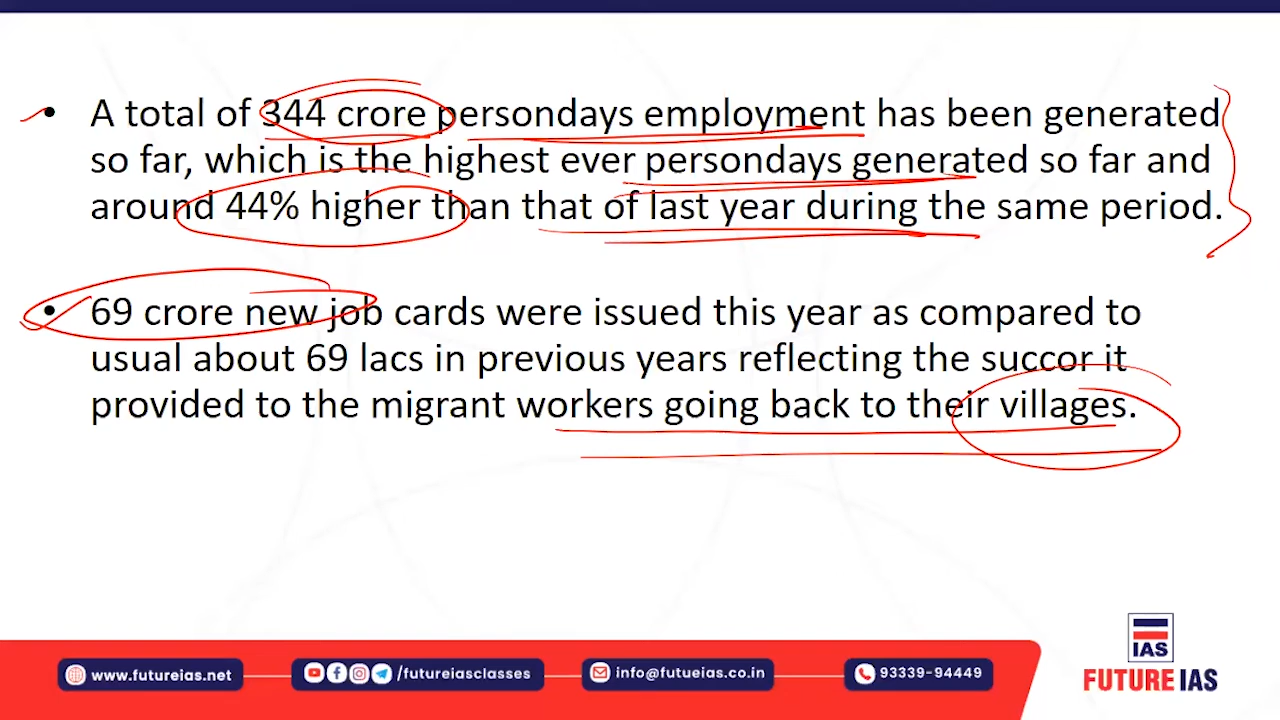 • A total of 344 crore persondays employment has been generated
so far, which is the highest ever persondays generated so far and
around 44% higher than that of last year during the same period.
• 69 crore new job cards were issued this year as compared to
usual about 69 lacs in previous years reflecting the succor it
provided to the migrant workers going back to their villages.
IAS
FUTURE IAS
www.futureias.net
/futureiasclasses
info@futueias.co.in
93339-94449